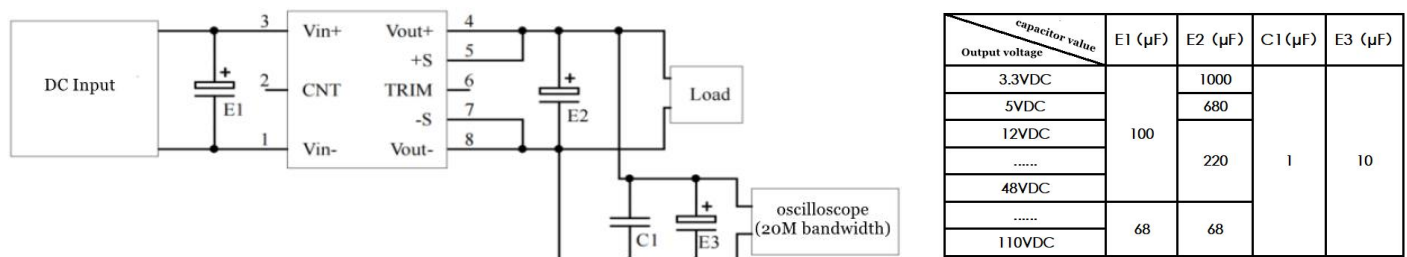 DC Input
E1
3
Vin+
2
CNT
1
Vin-
Vout+
4
+S
5
TRIM
6
-S
7
Vout-
8
E2
Load
C1
E3
oscilloscope
(20M bandwidth)
capacitor value
Output voltage
E1 (µF) E2 (µF) C1(µF) E3 (µF)
3.3VDC 1000
5VDC 680
12VDC
100
...... 220 1 10
48VDC
......
68 68
110VDC